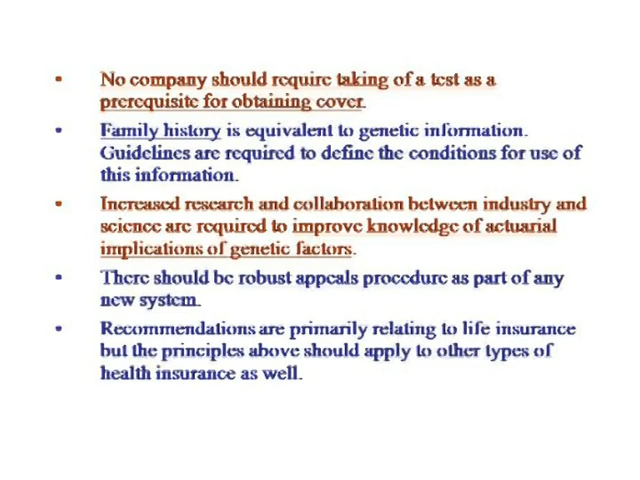 • No company should require taking of a test as a
prerequisite for obtaining cover.
• Family history is equivalent to genetic information.
Guidelines are required to define the conditions for use of
this information.
• Increased research and collaboration between industry and
science are required to improve knowledge of actuarial
implications of genetic factors.
• There should be robust appeals procedure as part of any
new system.
• Recommendations are primarily relating to life insurance
but the principles above should apply to other types of
health insurance as well.